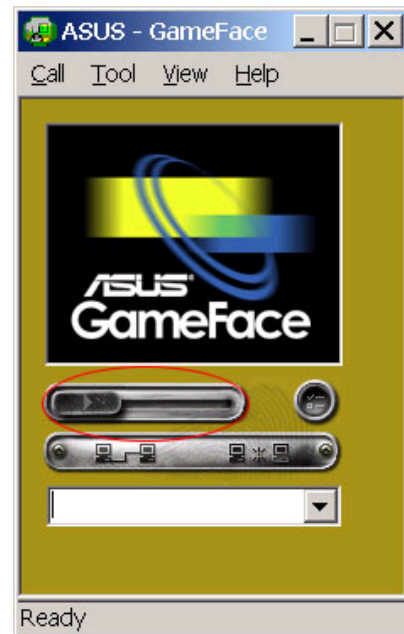 ASUS - GameFace
Call Tool View Help
ASUS
GameFace
Ready